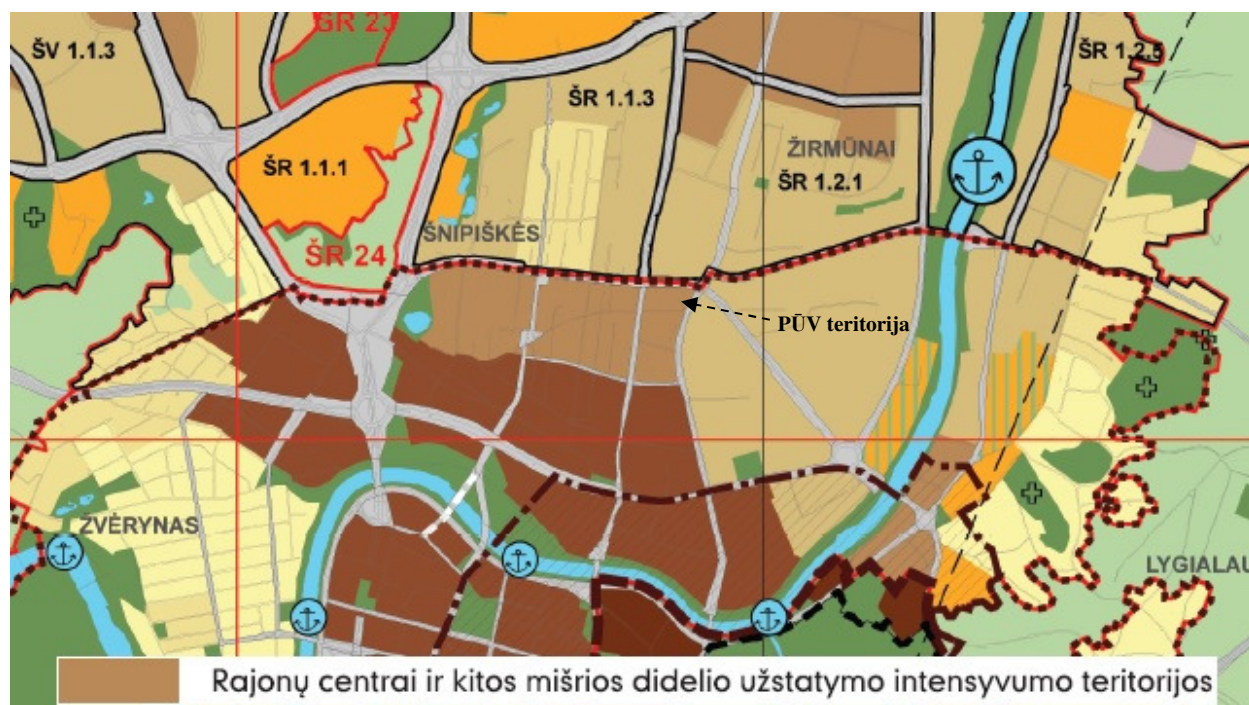 ŠR 23
ŠV 1.1.3
ŠR 1.2.5
ŠR 1.1.3
ŽIRMŪNAI
ŠR 1.1.1
ŠR 1.2.1
ŠNIPIŠKĖS
ŠR 24
PŪV teritorija
ŽVĖRYNAS
LYGIALAU
Rajonų centrai ir kitos mišrios didelio užstatymo intensyvumo teritorijos